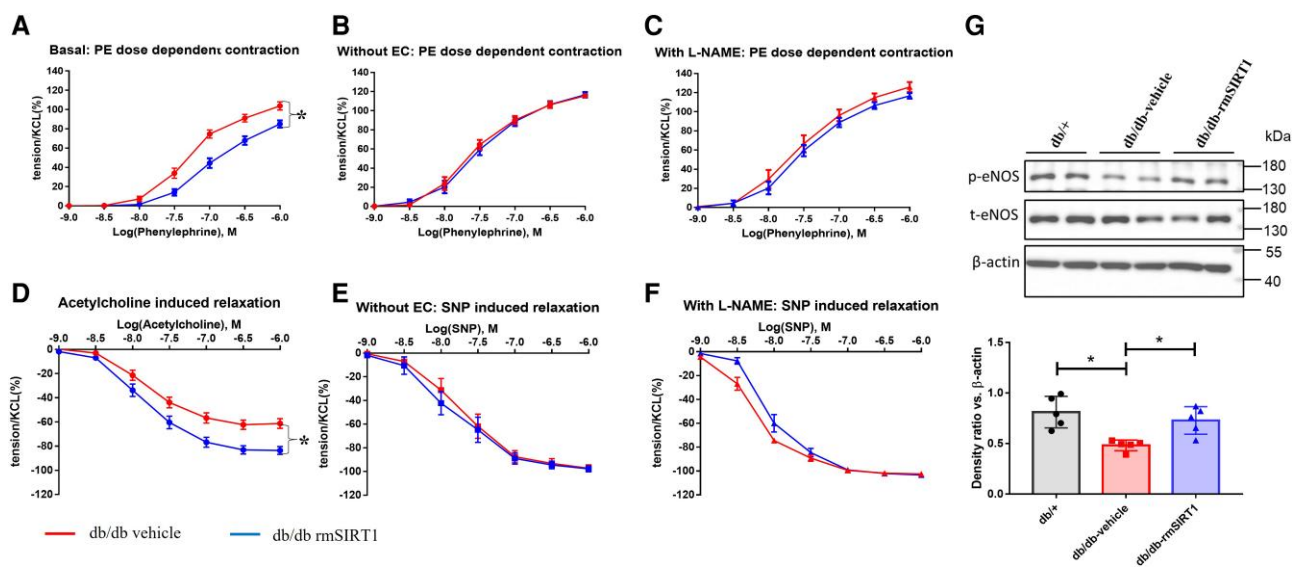 A
Basal: PE dose dependent contraction
tension/KCL(%)
140
120
100
80
60
40
20
0
-9.0 -8.5 -8.0 -7.5 -7.0 -6.5 -6.0
Log(Phenylephrine), M
*
B
Without EC: PE dose dependent contraction
tension/KCL(%)
140
120
100
80
60
40
20
0
-9.0 -8.5 -8.0 -7.5 -7.0 -6.5 -6.0
Log(Phenylephrine), M
C
With L-NAME: PE dose dependent contraction
tension/KCL(%)
140
120
100
80
60
40
20
0
-9.0 -8.5 -8.0 -7.5 -7.0 -6.5 -6.0
Log(Phenylephrine), M
D
Acetylcholine induced relaxation
Log(Acetylcholine), M
-9.0 -8.5 -8.0 -7.5 -7.0 -6.5 -6.0
tension/KCL(%)
0
-20
-40
-60
-80
-100
-120
*
E
Without EC: SNP induced relaxation
Log(SNP), M
-9.0 -8.5 -8.0 -7.5 -7.0 -6.5 -6.0
tension/KCL(%)
0
-20
-40
-60
-80
-100
-120
F
With L-NAME: SNP induced relaxation
Log(SNP), M
-9.0 -8.5 -8.0 -7.5 -7.0 -6.5 -6.0
tension/KCL(%)
0
-20
-40
-60
-80
-100
-120
db/db vehicle
db/db rmSIRT1
G
db/+
db/db-vehicle
db/db-rmSIRT1
kDa
p-eNOS
180
130
t-eNOS
180
130
β-actin
55
40
Density ratio vs. β-actin
1.5
1.0
0.5
0.0
*
*
db/+
db/db-vehicle
db/db-rmSIRT1